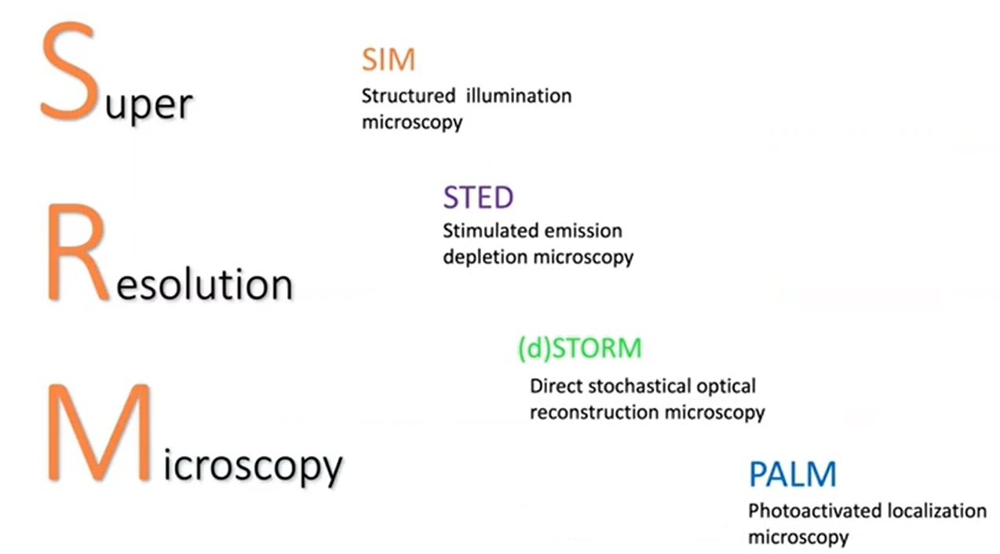 Super
Resolution
Microscopy
SIM
Structured illumination
microscopy
STED
Stimulated emission
depletion microscopy
(d)STORM
Direct stochastical optical
reconstruction microscopy
PALM
Photoactivated localization
microscopy